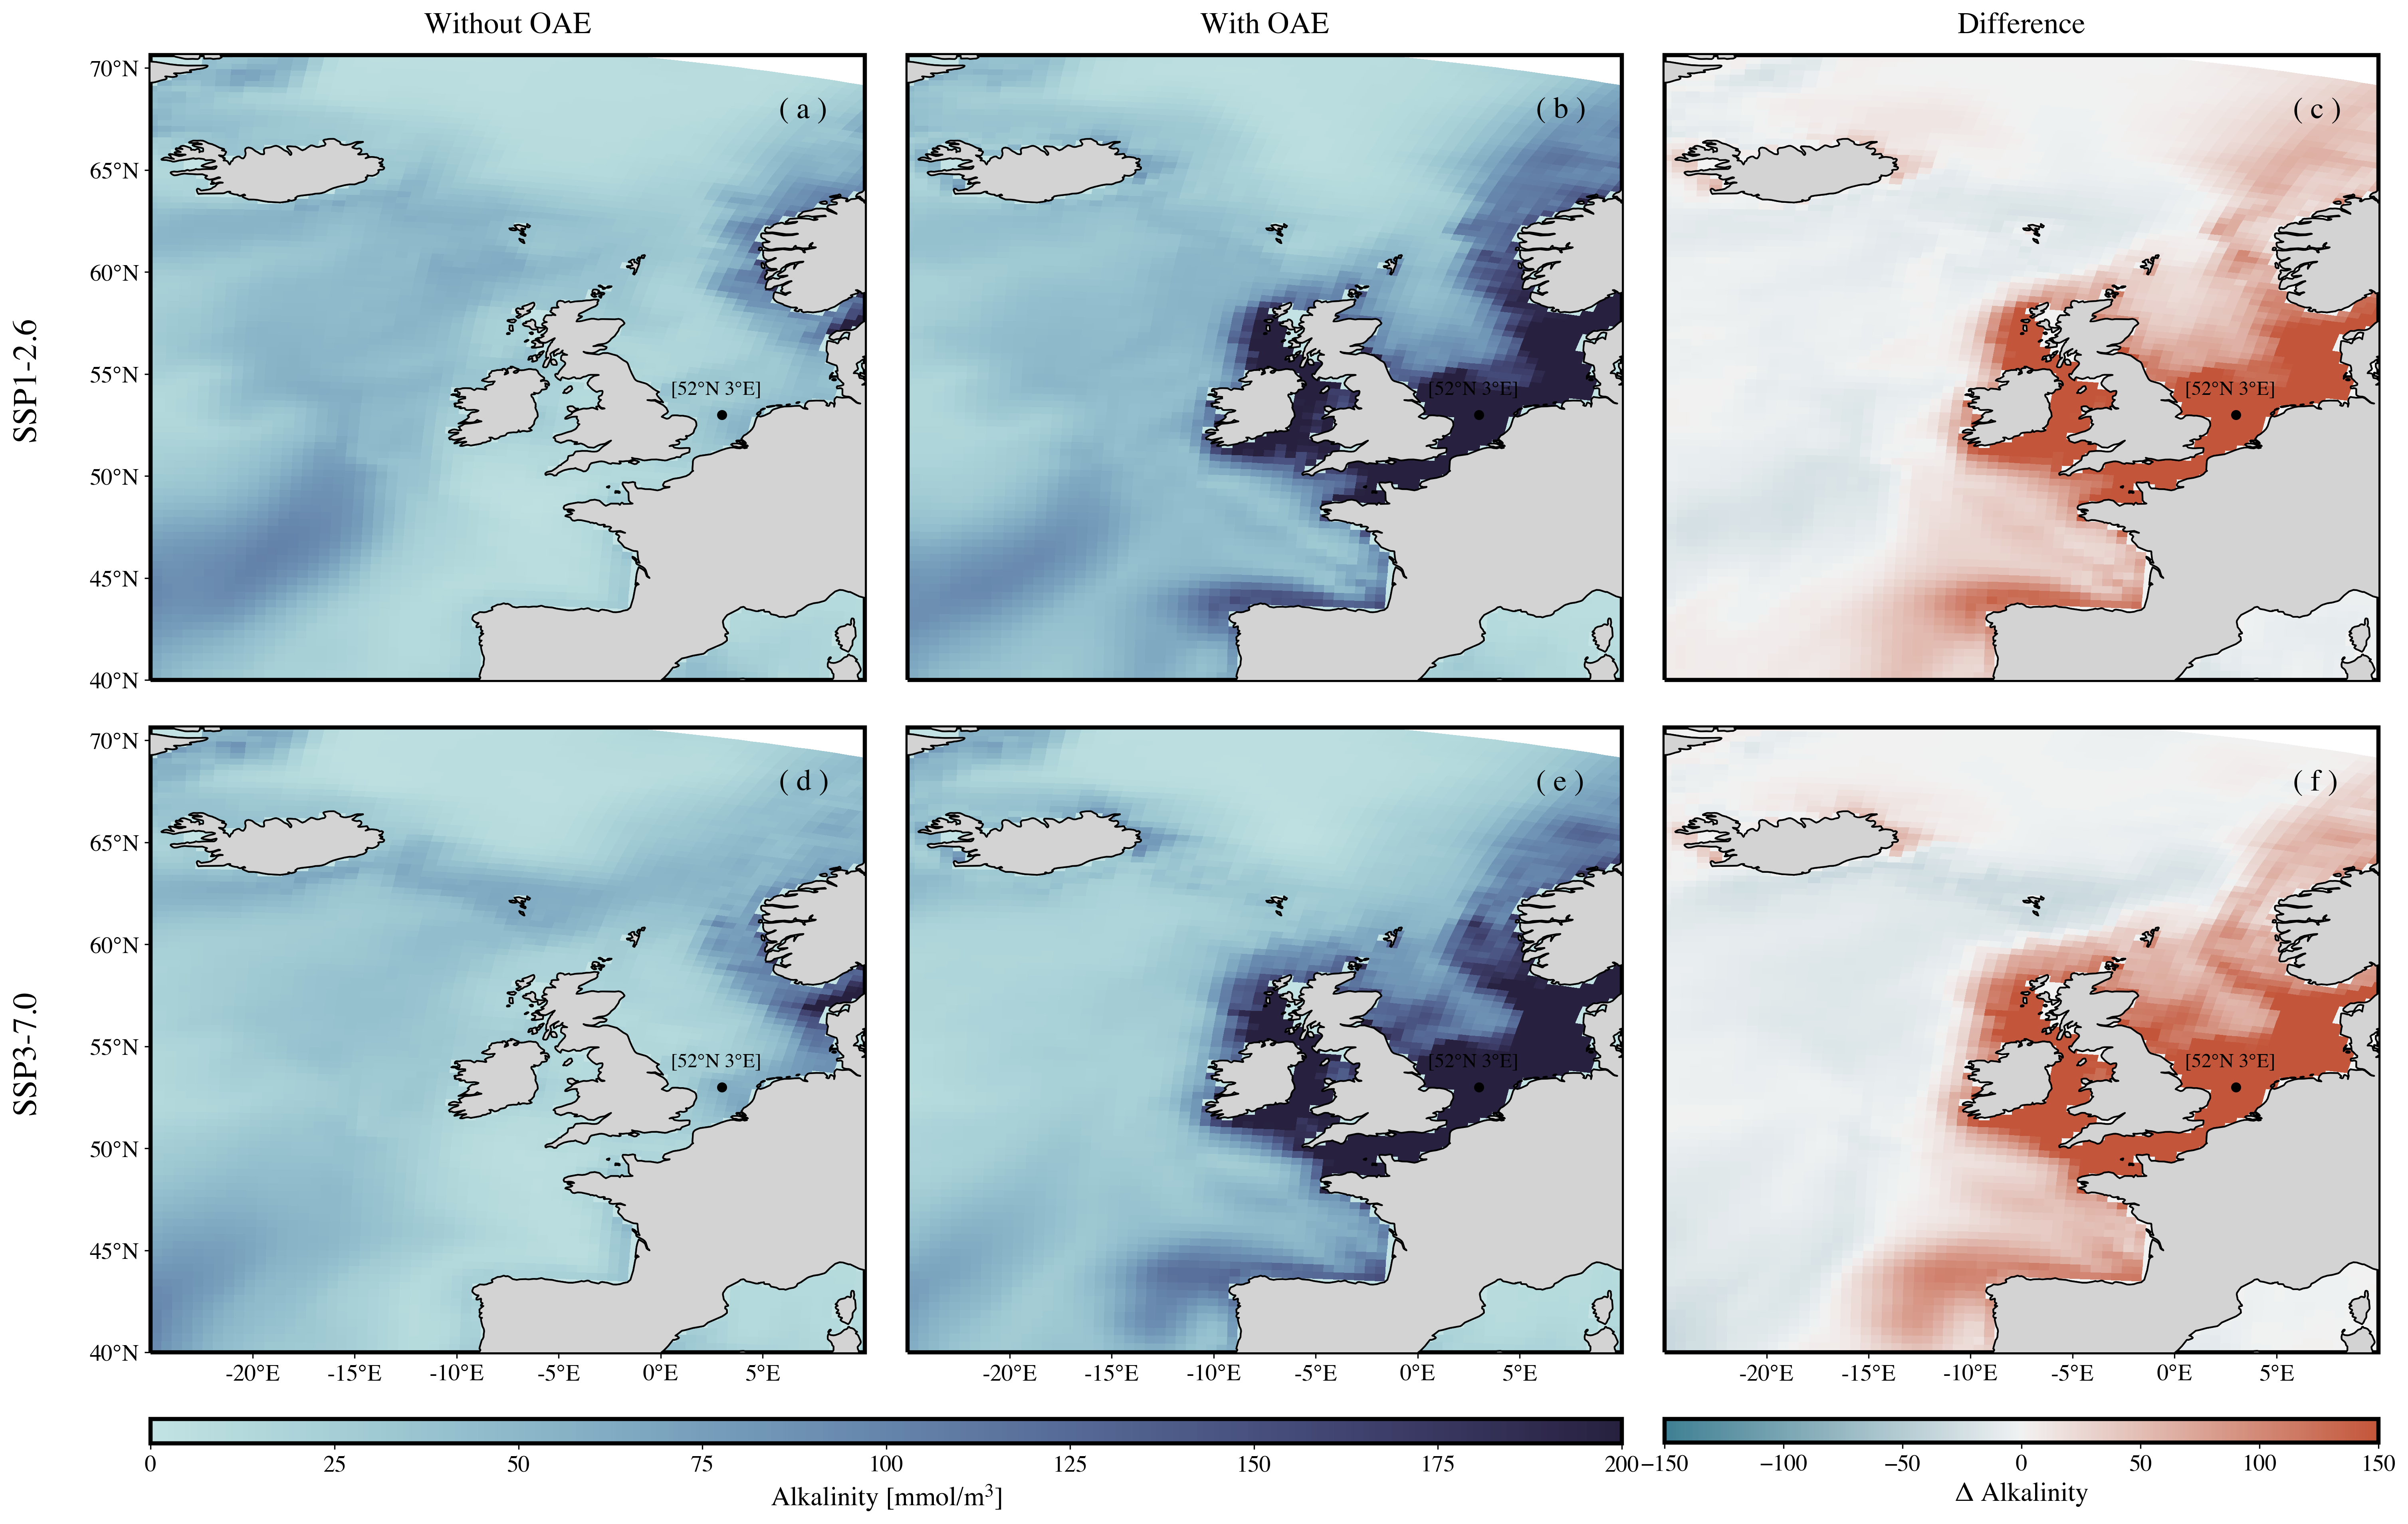 Without OAE With OAE Difference
SSP1-2.6
70°N
65°N
60°N
55°N
50°N
45°N
40°N
( a ) ( b ) ( c )
[52°N 3°E] [52°N 3°E] [52°N 3°E]
SSP3-7.0
70°N
65°N
60°N
55°N
50°N
45°N
40°N
( d ) ( e ) ( f )
[52°N 3°E] [52°N 3°E] [52°N 3°E]
-20°E -15°E -10°E -5°E 0°E 5°E -20°E -15°E -10°E -5°E 0°E 5°E -20°E -15°E -10°E -5°E 0°E 5°E
0 25 50 75 100 125 150 175 200 −150 −100 −50 0 50 100 150
Alkalinity [mmol/m³] Δ Alkalinity